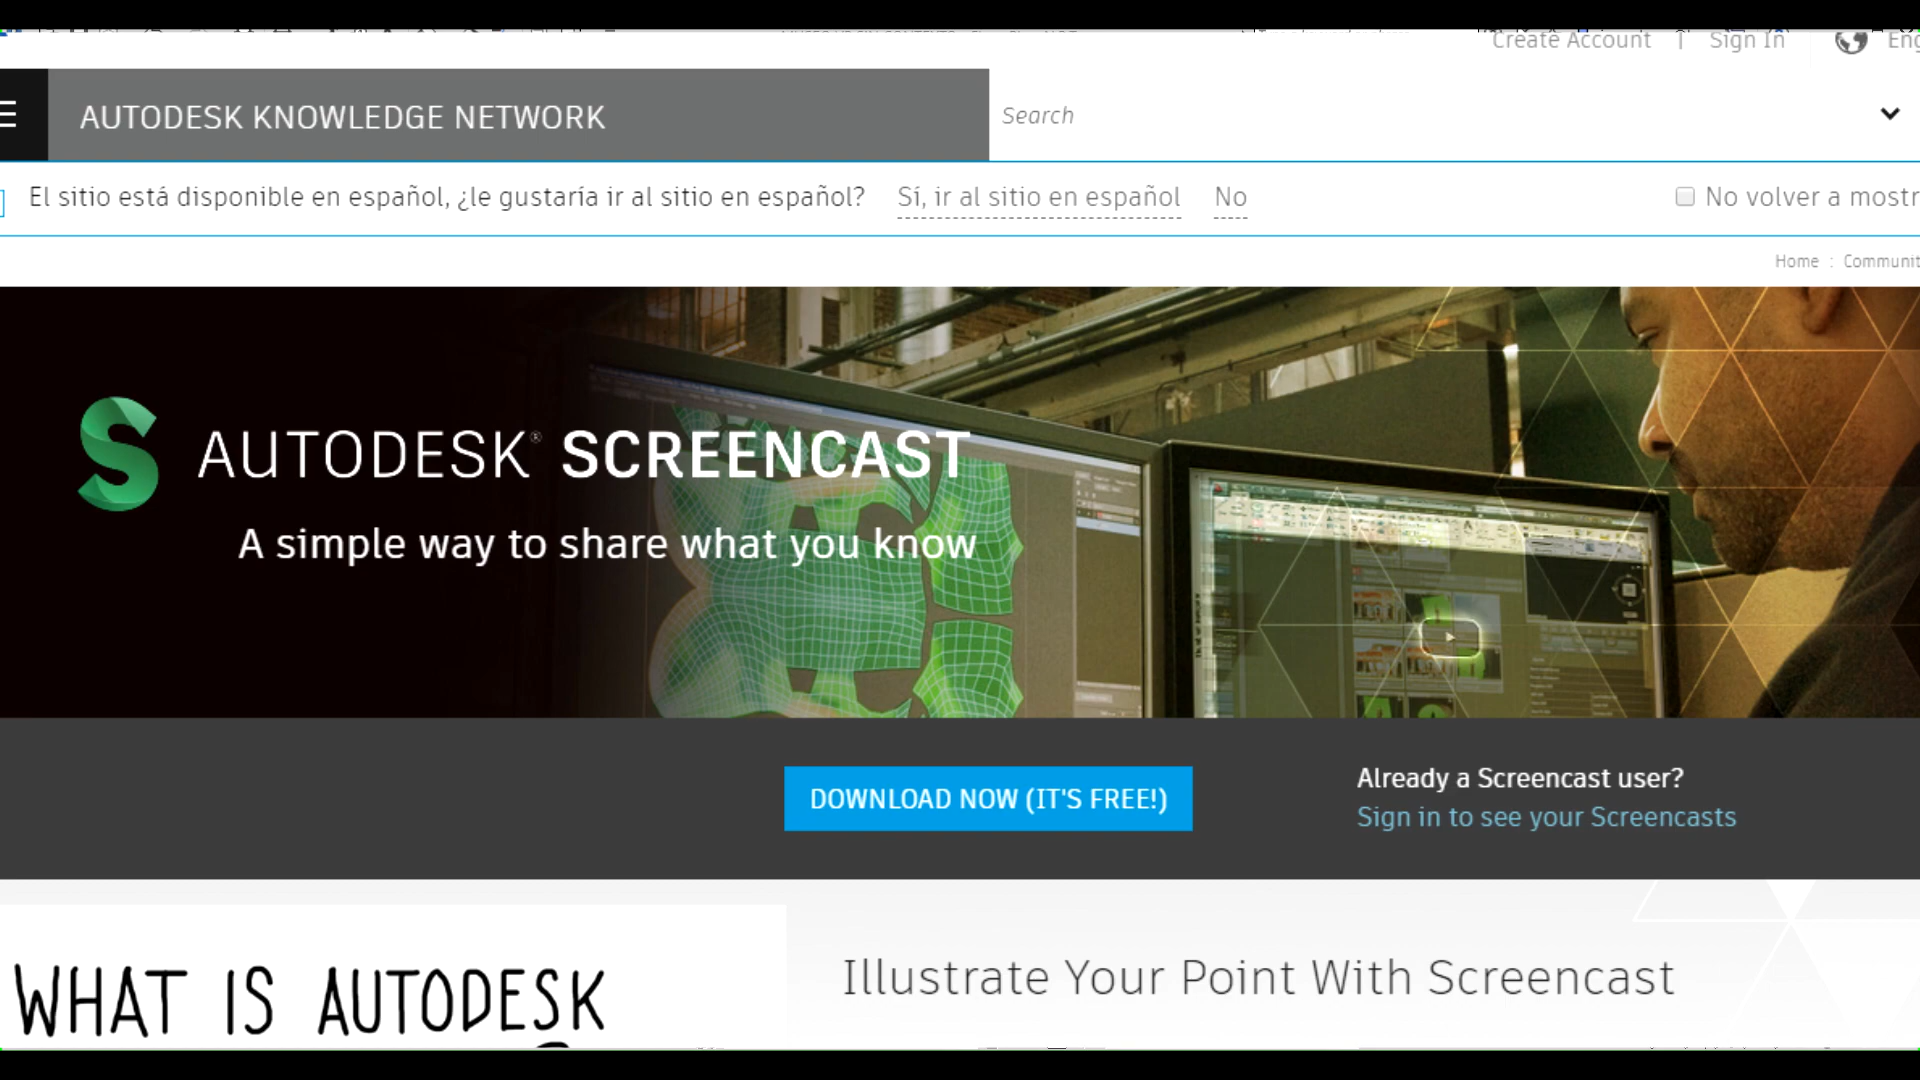 Create Account | Sign In
AUTODESK KNOWLEDGE NETWORK
Search
El sitio está disponible en español, ¿le gustaría ir al sitio en español? Sí, ir al sitio en español No
No volver a mostr
Home : Communit
AUTODESK® SCREENCAST
A simple way to share what you know
DOWNLOAD NOW (IT'S FREE!)
Already a Screencast user?
Sign in to see your Screencasts
WHAT IS AUTODESK
Illustrate Your Point With Screencast